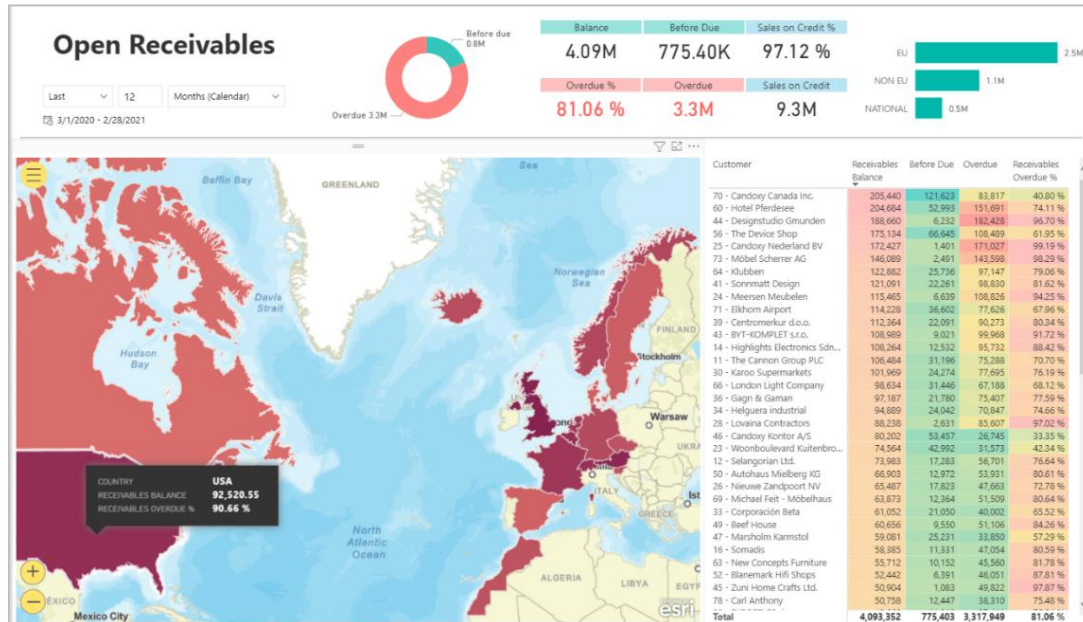 Open Receivables
Last 12 Months (Calendar)
3/1/2020 - 2/28/2021
Before due
0.8M
Overdue 3.3M
Balance Before Due Sales on Credit %
4.09M 775.40K 97.12 %
Overdue % Overdue Sales on Credit
81.06 % 3.3M 9.3M
EU 2.5M
NON EU 1.1M
NATIONAL 0.5M
Sea
Baffin Bay
GREENLAND
Norwegian
Sea
Davis
Strait
FINLAND
Stockholm
Hudson
Bay
Warsaw
UKRA
Ist
ITALY
GREECE
COUNTRY USA
RECEIVABLES BALANCE 92,520.55
RECEIVABLES OVERDUE % 90.66 %
North
Atlantic
Ocean
ALGERIA LIBYA EGYP
MÉXICO
Mexico City
esri
Customer Receivables Balance Before Due Overdue Receivables Overdue %
70 - Candoxy Canada Inc. 205,440 121,623 83,817 40.80 %
60 - Hotel Pferdesee 204,684 52,993 151,691 74.11 %
44 - Designstudio Gmunden 188,660 6,232 182,428 96.70 %
56 - The Device Shop 175,134 66,645 108,489 61.95 %
25 - Candoxy Nederland BV 172,427 1,401 171,027 99.19 %
73 - Möbel Scherrer AG 146,089 2,491 143,598 98.29 %
64 - Klubben 122,882 25,736 97,147 79.06 %
41 - Sonnmatt Design 121,091 22,261 98,830 81.62 %
24 - Meersen Meubelen 115,465 6,639 108,826 94.25 %
71 - Elkhorn Airport 114,228 36,602 77,626 67.96 %
39 - Centromerkur d.o.o. 112,364 22,091 90,273 80.34 %
43 - BYT-KOMPLET s.r.o. 108,989 9,021 99,968 91.72 %
14 - Highlights Electronics Sdn... 108,264 12,532 95,732 88.42 %
11 - The Cannon Group PLC 106,484 31,196 75,288 70.70 %
30 - Karoo Supermarkets 101,969 24,274 77,695 76.19 %
66 - London Light Company 98,634 31,446 67,188 68.12 %
36 - Gagn & Gaman 97,187 21,780 75,407 77.59 %
34 - Helguera industrial 94,889 24,042 70,847 74.66 %
28 - Lovaina Contractors 88,238 2,631 85,607 97.02 %
46 - Candoxy Kontor A/S 80,202 53,457 26,745 33.35 %
23 - Woonboulevard Kuitenbro... 74,564 42,992 31,573 42.34 %
12 - Selangorian Ltd. 73,983 17,283 56,701 76.64 %
50 - Autohaus Mielberg KG 66,903 12,972 53,931 80.61 %
26 - Nieuwe Zandpoort NV 65,487 17,823 47,663 72.78 %
69 - Michael Feit - Möbelhaus 63,873 12,364 51,509 80.64 %
33 - Corporación Beta 61,052 21,050 40,002 65.52 %
49 - Beef House 60,656 9,550 51,106 84.26 %
47 - Marsholm Karmstol 59,081 25,231 33,850 57.29 %
16 - Somadis 58,385 11,331 47,054 80.59 %
63 - New Concepts Furniture 55,712 10,152 45,560 81.78 %
52 - Blanemark Hifi Shops 52,442 6,391 46,051 87.81 %
45 - Zuni Home Crafts Ltd. 50,904 1,083 49,822 97.87 %
78 - Carl Anthony 50,758 12,447 38,310 75.48 %
Total 4,093,352 775,403 3,317,949 81.06 %